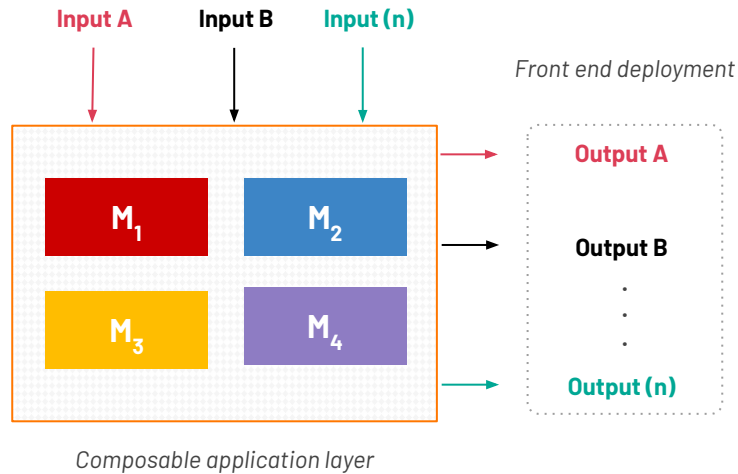 Input A
Input B
Input (n)
Front end deployment
Output A
M1
M2
Output B
.
.
.
M3
M4
Output (n)
Composable application layer